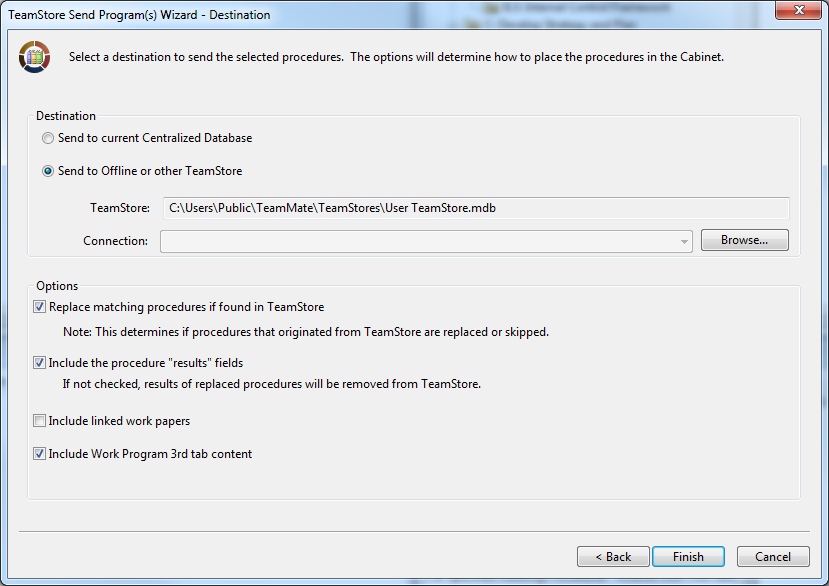 TeamStore Send Program(s) Wizard - Destination
Select a destination to send the selected procedures.  The options will determine how to place the procedures in the Cabinet.
Destination
Send to current Centralized Database
Send to Offline or other TeamStore
TeamStore: C:\Users\Public\TeamMate\TeamStores\User TeamStore.mdb
Connection: Browse...
Options
Replace matching procedures if found in TeamStore
Note: This determines if procedures that originated from TeamStore are replaced or skipped.
Include the procedure "results" fields
If not checked, results of replaced procedures will be removed from TeamStore.
Include linked work papers
Include Work Program 3rd tab content
< Back Finish Cancel